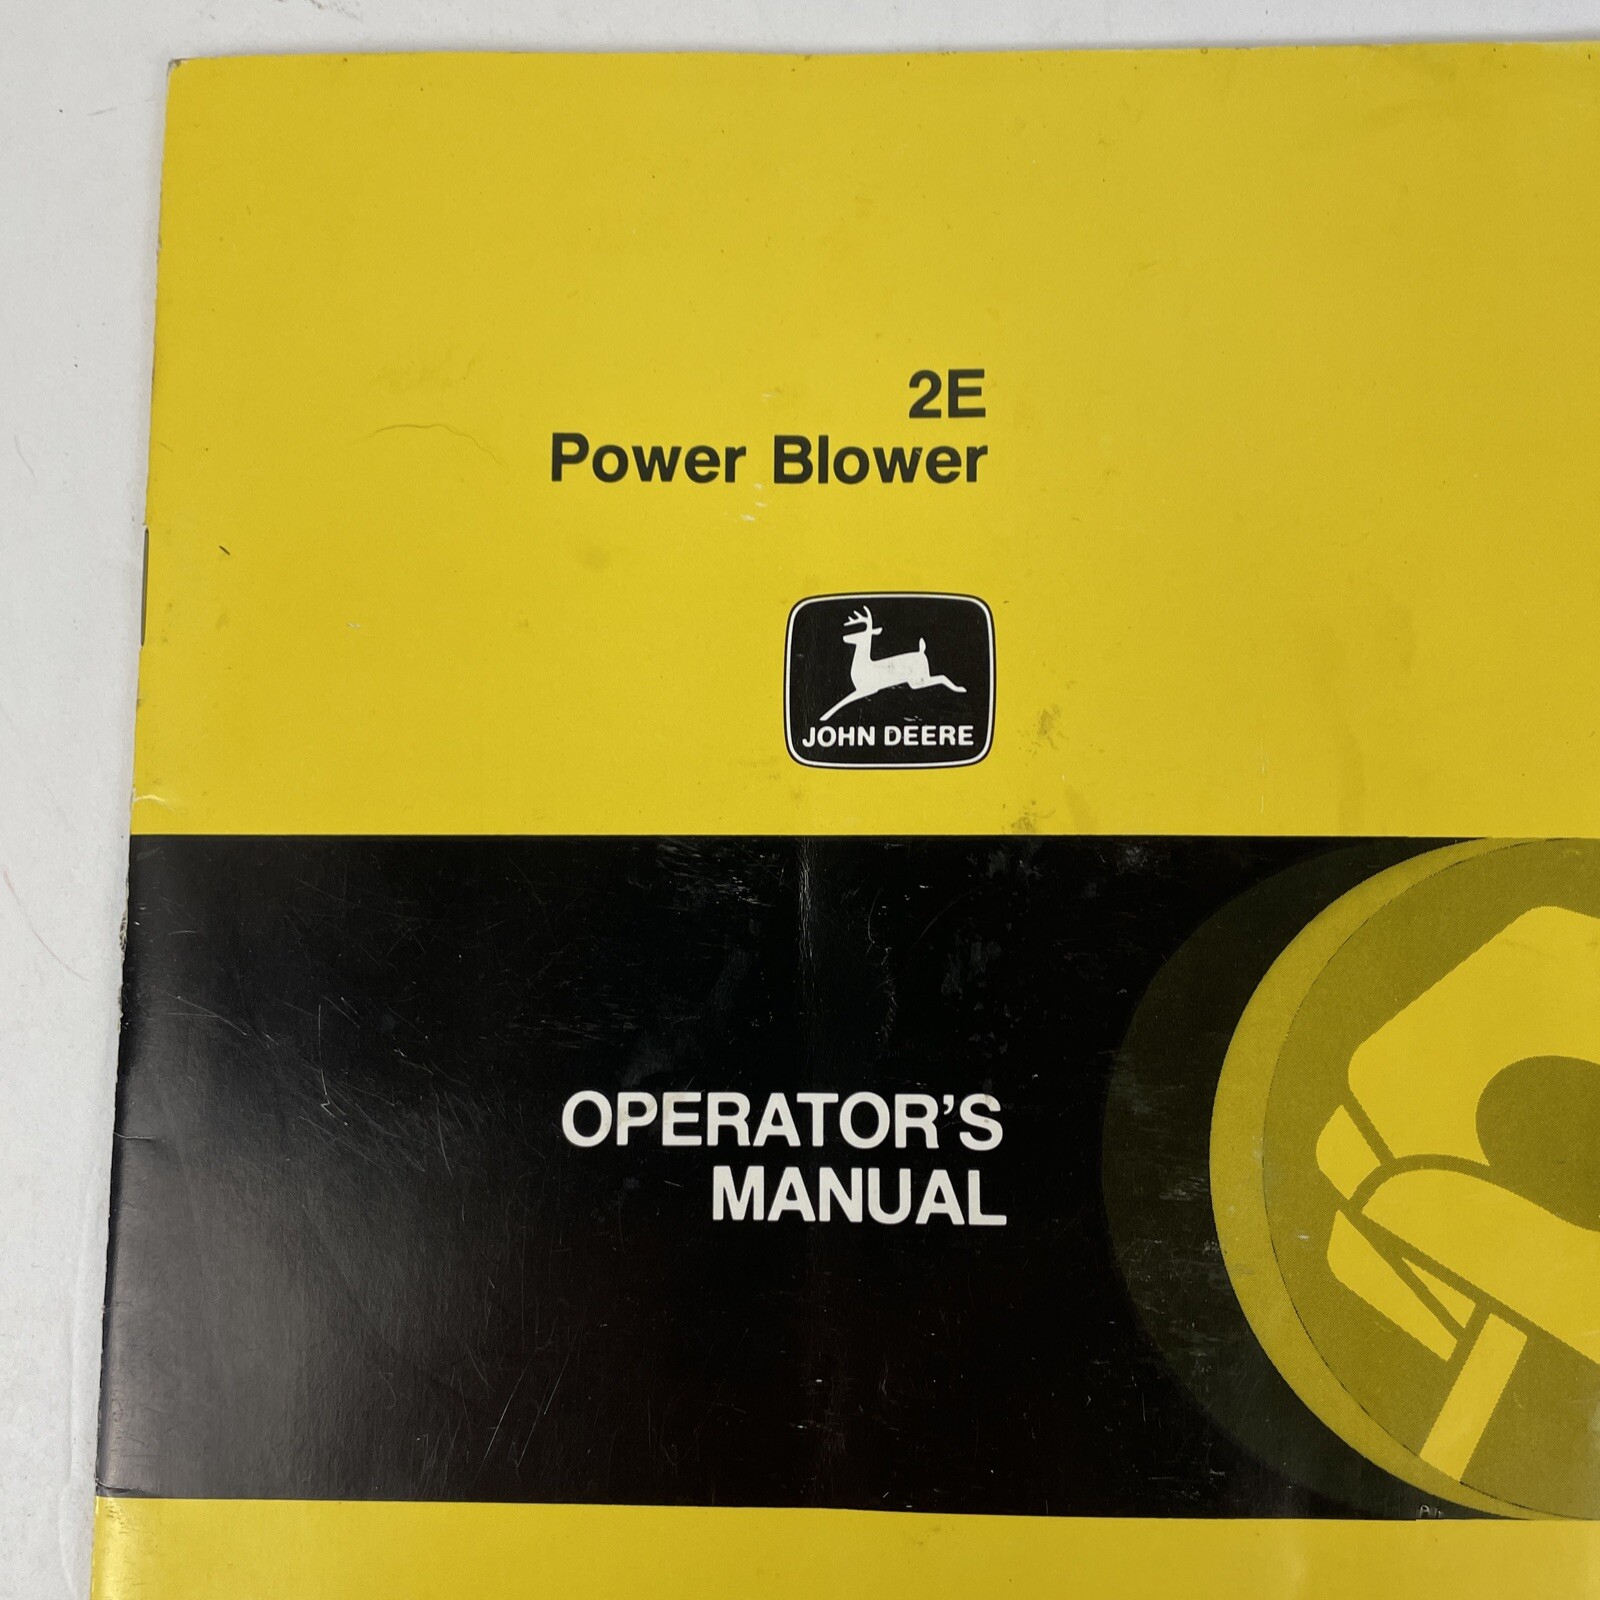 2E
Power Blower
JOHN DEERE
OPERATOR'S
MANUAL